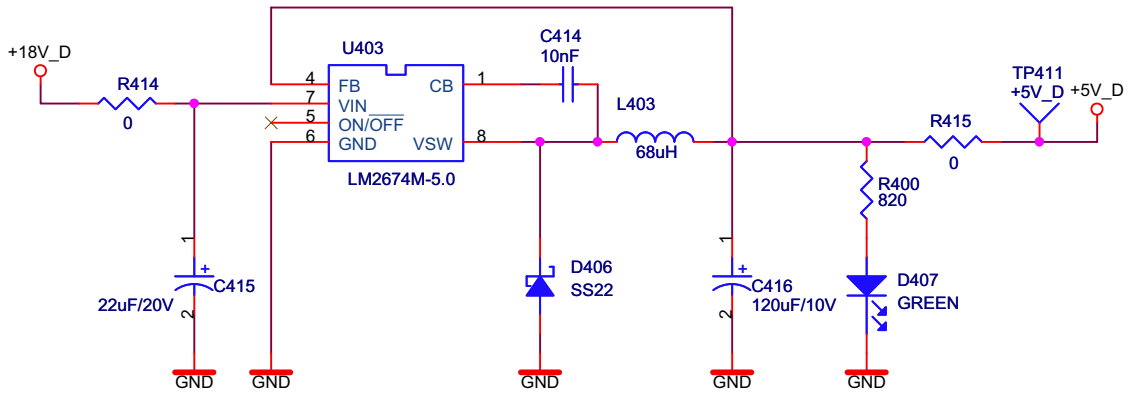 +18V_D
R414
0
U403
4
FB
CB
1
7
VIN
5
ON/OFF
6
GND
VSW
8
LM2674M-5.0
C414
10nF
L403
68uH
TP411
+5V_D
+5V_D
R415
0
R400
820
1
C415
22uF/20V
2
D406
SS22
1
C416
120uF/10V
2
D407
GREEN
GND
GND
GND
GND
GND